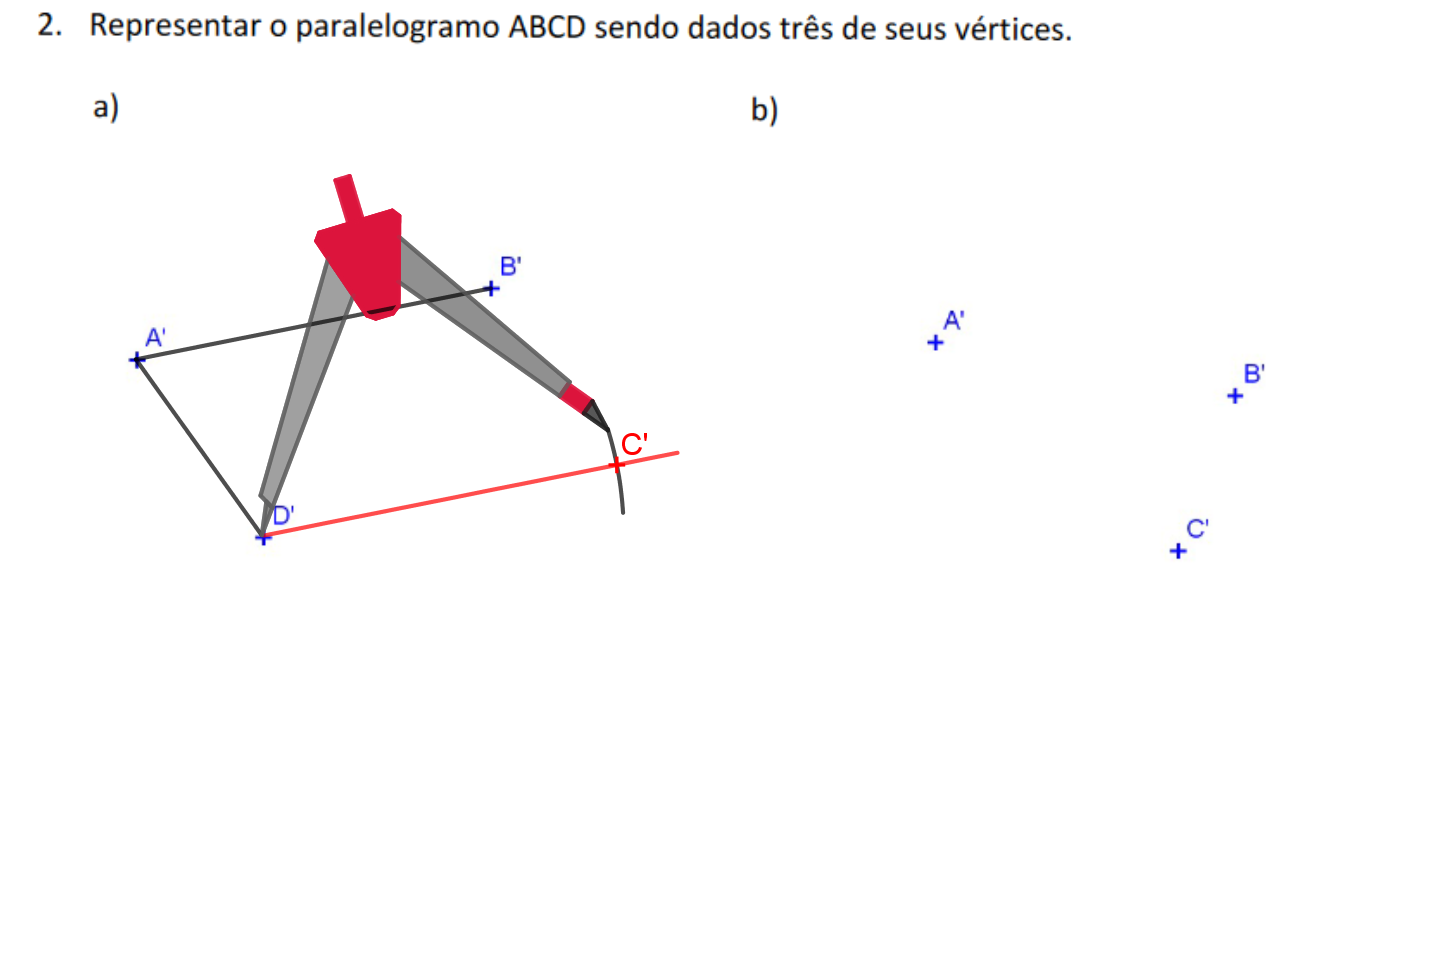 2. Representar o paralelogramo ABCD sendo dados três de seus vértices.
a)
b)
B'
A'
C'
D'
A'
B'
C'